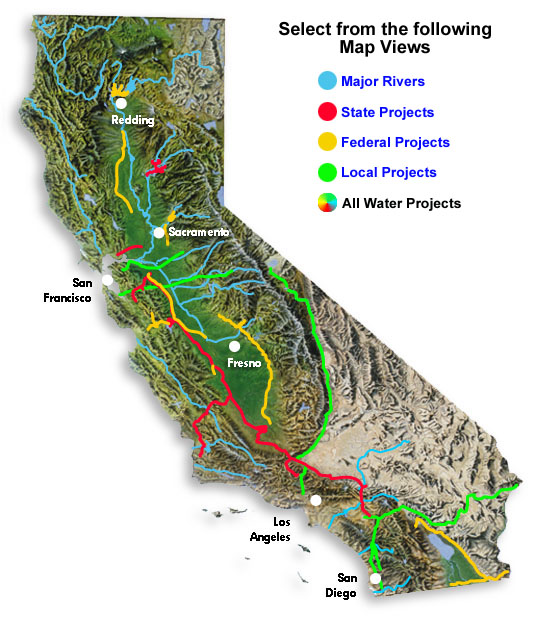 Select from the following
Map Views
Major Rivers
State Projects
Federal Projects
Local Projects
All Water Projects
Redding
Sacramento
San
Francisco
Fresno
Los
Angeles
San
Diego